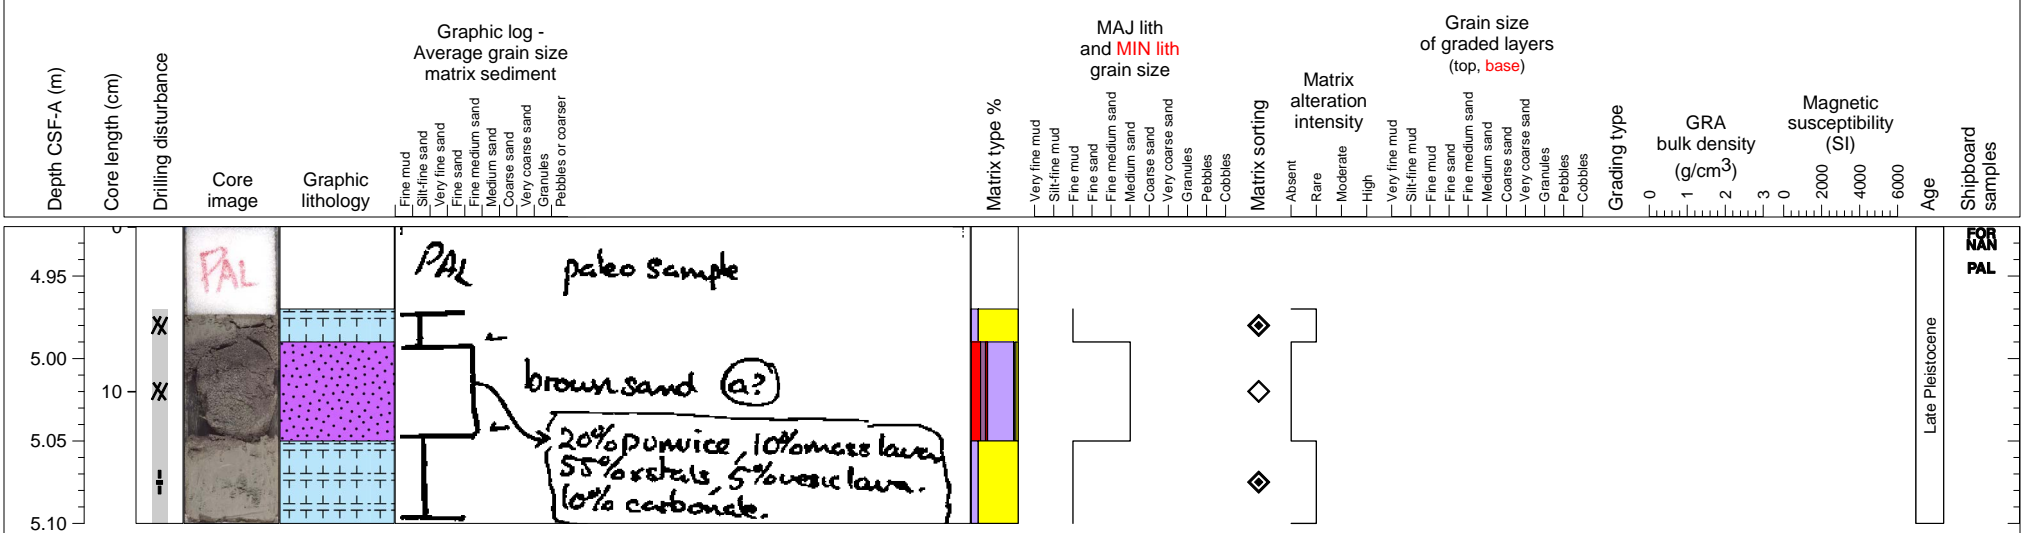 Depth CSF-A (m)
Core length (cm)
Drilling disturbance
Core
image
Graphic
lithology
Graphic log -
Average grain size
matrix sediment
Fine mud
Silt-fine sand
Very fine sand
Fine sand
Fine medium sand
Medium sand
Coarse sand
Very coarse sand
Granules
Pebbles or coarser
Matrix type %
MAJ lith
and MIN lith
grain size
Very fine mud
Silt-fine mud
Fine mud
Fine sand
Fine medium sand
Medium sand
Coarse sand
Very coarse sand
Granules
Pebbles
Cobbles
Matrix sorting
Matrix
alteration
intensity
Absent
Rare
Moderate
High
Grain size
of graded layers
(top, base)
Very fine mud
Silt-fine mud
Fine mud
Fine sand
Fine medium sand
Medium sand
Coarse sand
Very coarse sand
Granules
Pebbles
Cobbles
Grading type
GRA
bulk density
(g/cm3)
0 1 2 3
Magnetic
susceptibility
(SI)
0 2000 4000 6000
Age
Shipboard
samples
0
4.95
5.00
10
5.05
5.10
PAL
PAL paleo sample
brown sand a?
20% pumice, 10% mass lava,
55% xstals, 5% vesic lava.
10% carbonate.
Late Pleistocene
FOR
NAN
PAL